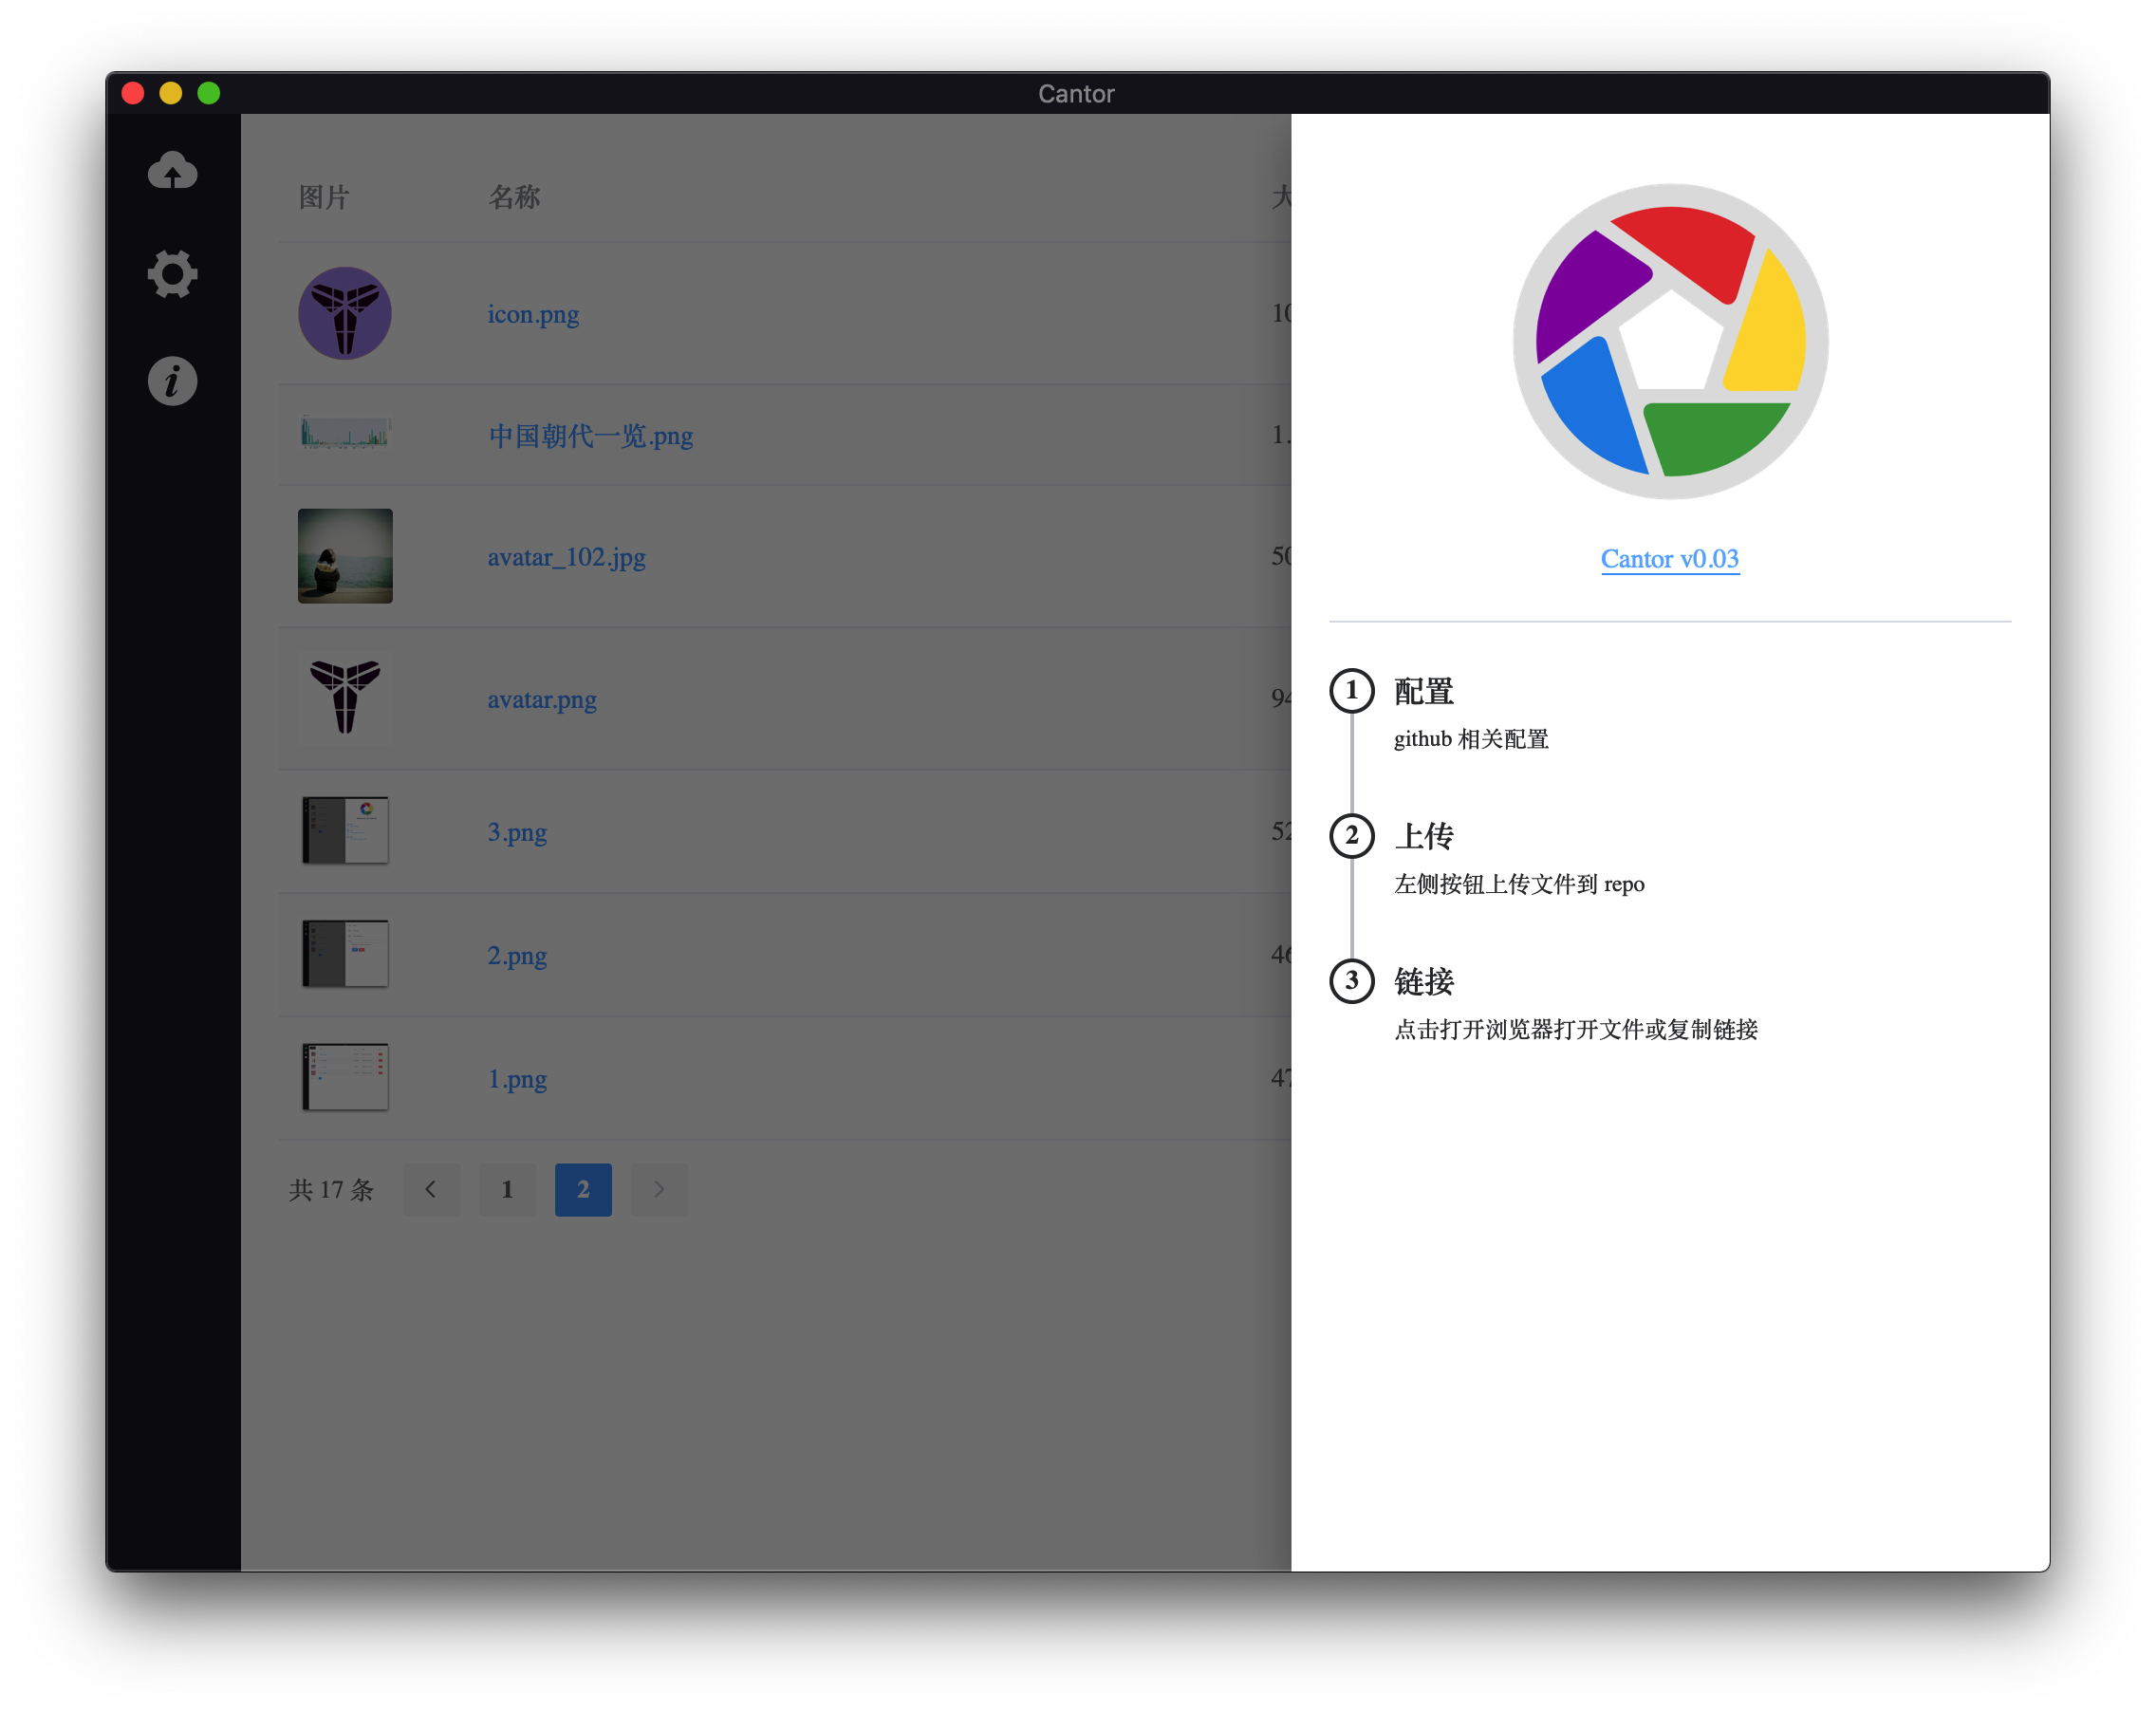 Cantor
图片 名称 大
icon.png 10
中国朝代一览.png 1.
avatar_102.jpg 50
avatar.png 94
3.png 52
2.png 46
1.png 47
共 17 条 1 2
Cantor v0.03
1 配置
github 相关配置
2 上传
左侧按钮上传文件到 repo
3 链接
点击打开浏览器打开文件或复制链接